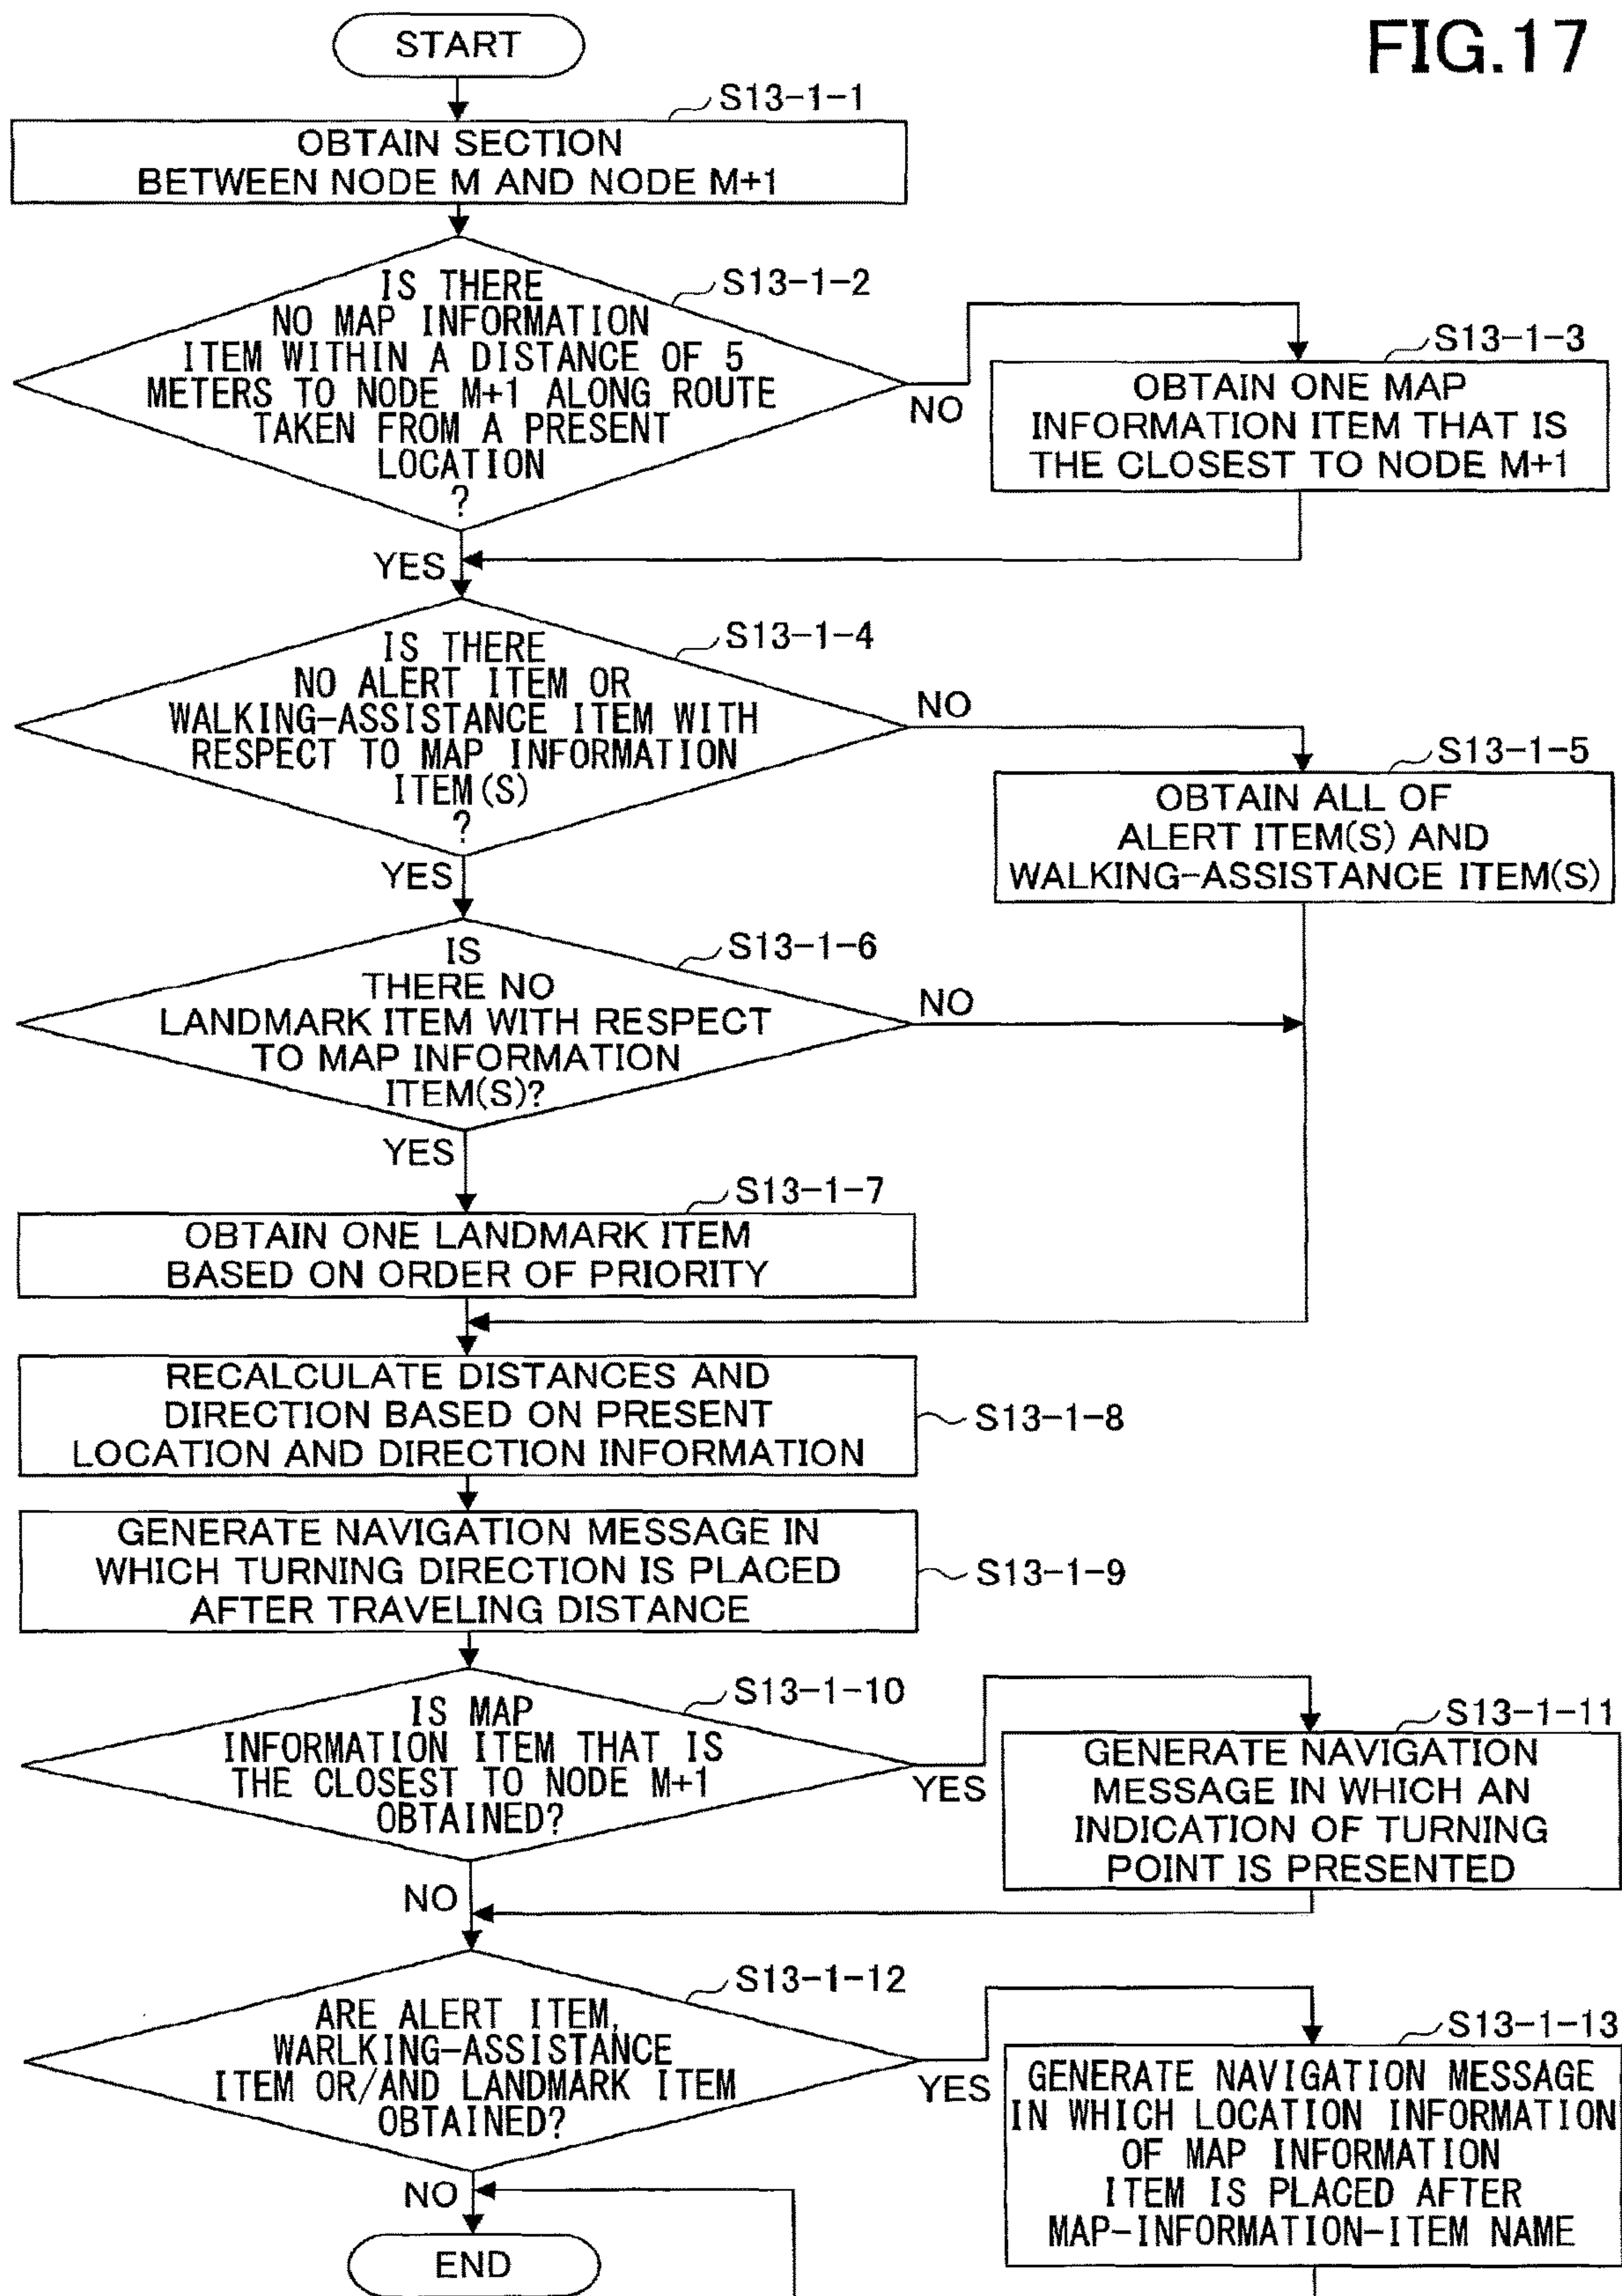 FIG.17
START
S13-1-1
OBTAIN SECTION
BETWEEN NODE M AND NODE M+1
IS THERE
NO MAP INFORMATION
ITEM WITHIN A DISTANCE OF 5
METERS TO NODE M+1 ALONG ROUTE
TAKEN FROM A PRESENT
LOCATION
?
S13-1-2
NO
YES
S13-1-3
OBTAIN ONE MAP
INFORMATION ITEM THAT IS
THE CLOSEST TO NODE M+1
IS THERE
NO ALERT ITEM OR
WALKING-ASSISTANCE ITEM WITH
RESPECT TO MAP INFORMATION
ITEM(S)
?
S13-1-4
NO
YES
S13-1-5
OBTAIN ALL OF
ALERT ITEM(S) AND
WALKING-ASSISTANCE ITEM(S)
IS
THERE NO
LANDMARK ITEM WITH RESPECT
TO MAP INFORMATION
ITEM(S)?
S13-1-6
NO
YES
S13-1-7
OBTAIN ONE LANDMARK ITEM
BASED ON ORDER OF PRIORITY
RECALCULATE DISTANCES AND
DIRECTION BASED ON PRESENT
LOCATION AND DIRECTION INFORMATION
S13-1-8
GENERATE NAVIGATION MESSAGE IN
WHICH TURNING DIRECTION IS PLACED
AFTER TRAVELING DISTANCE
S13-1-9
IS MAP
INFORMATION ITEM THAT IS
THE CLOSEST TO NODE M+1
OBTAINED?
S13-1-10
YES
NO
S13-1-11
GENERATE NAVIGATION
MESSAGE IN WHICH AN
INDICATION OF TURNING
POINT IS PRESENTED
ARE ALERT ITEM,
WARLKING-ASSISTANCE
ITEM OR/AND LANDMARK ITEM
OBTAINED?
S13-1-12
YES
NO
S13-1-13
GENERATE NAVIGATION MESSAGE
IN WHICH LOCATION INFORMATION
OF MAP INFORMATION
ITEM IS PLACED AFTER
MAP-INFORMATION-ITEM NAME
END